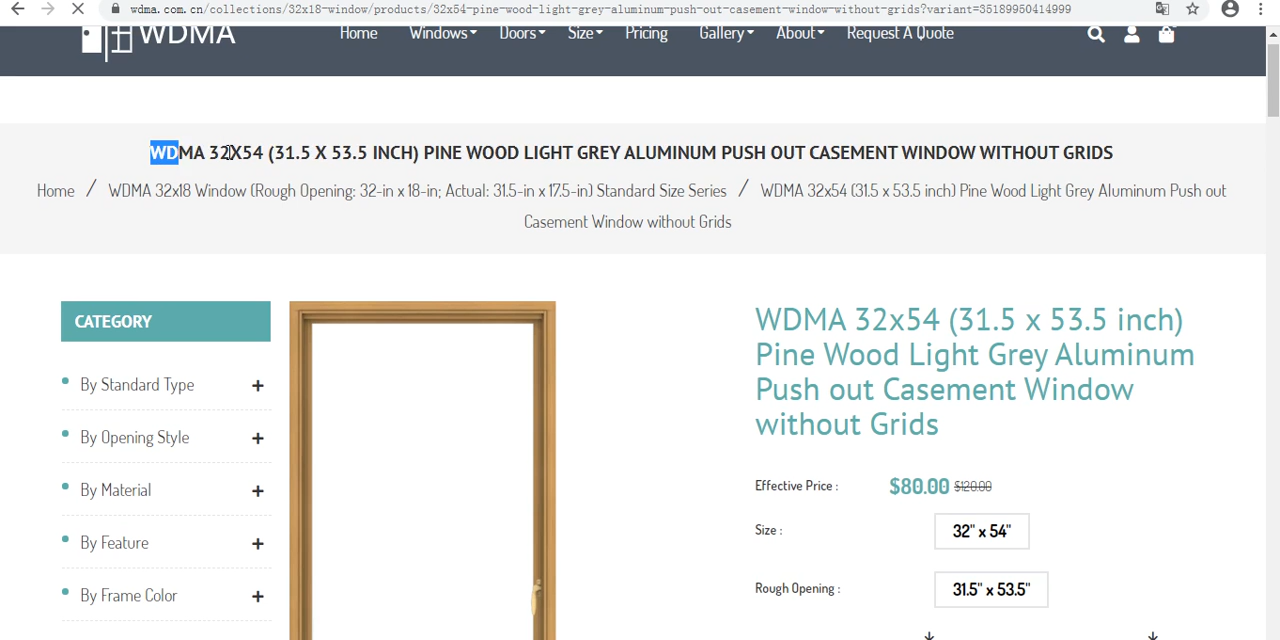 wdma.com.cn/collections/32x18-window/products/32x54-pine-wood-light-grey-aluminum-push-out-casement-window-without-grids?variant=35189950414999
WDMA Home Windows Doors Size Pricing Gallery About Request A Quote
WDMA 32X54 (31.5 X 53.5 INCH) PINE WOOD LIGHT GREY ALUMINUM PUSH OUT CASEMENT WINDOW WITHOUT GRIDS
Home / WDMA 32x18 Window (Rough Opening: 32-in x 18-in; Actual: 31.5-in x 17.5-in) Standard Size Series / WDMA 32x54 (31.5 x 53.5 inch) Pine Wood Light Grey Aluminum Push out
Casement Window without Grids
CATEGORY
By Standard Type +
By Opening Style +
By Material +
By Feature +
By Frame Color +
WDMA 32x54 (31.5 x 53.5 inch)
Pine Wood Light Grey Aluminum
Push out Casement Window
without Grids
Effective Price : $80.00 $120.00
Size : 32" x 54"
Rough Opening : 31.5" x 53.5"